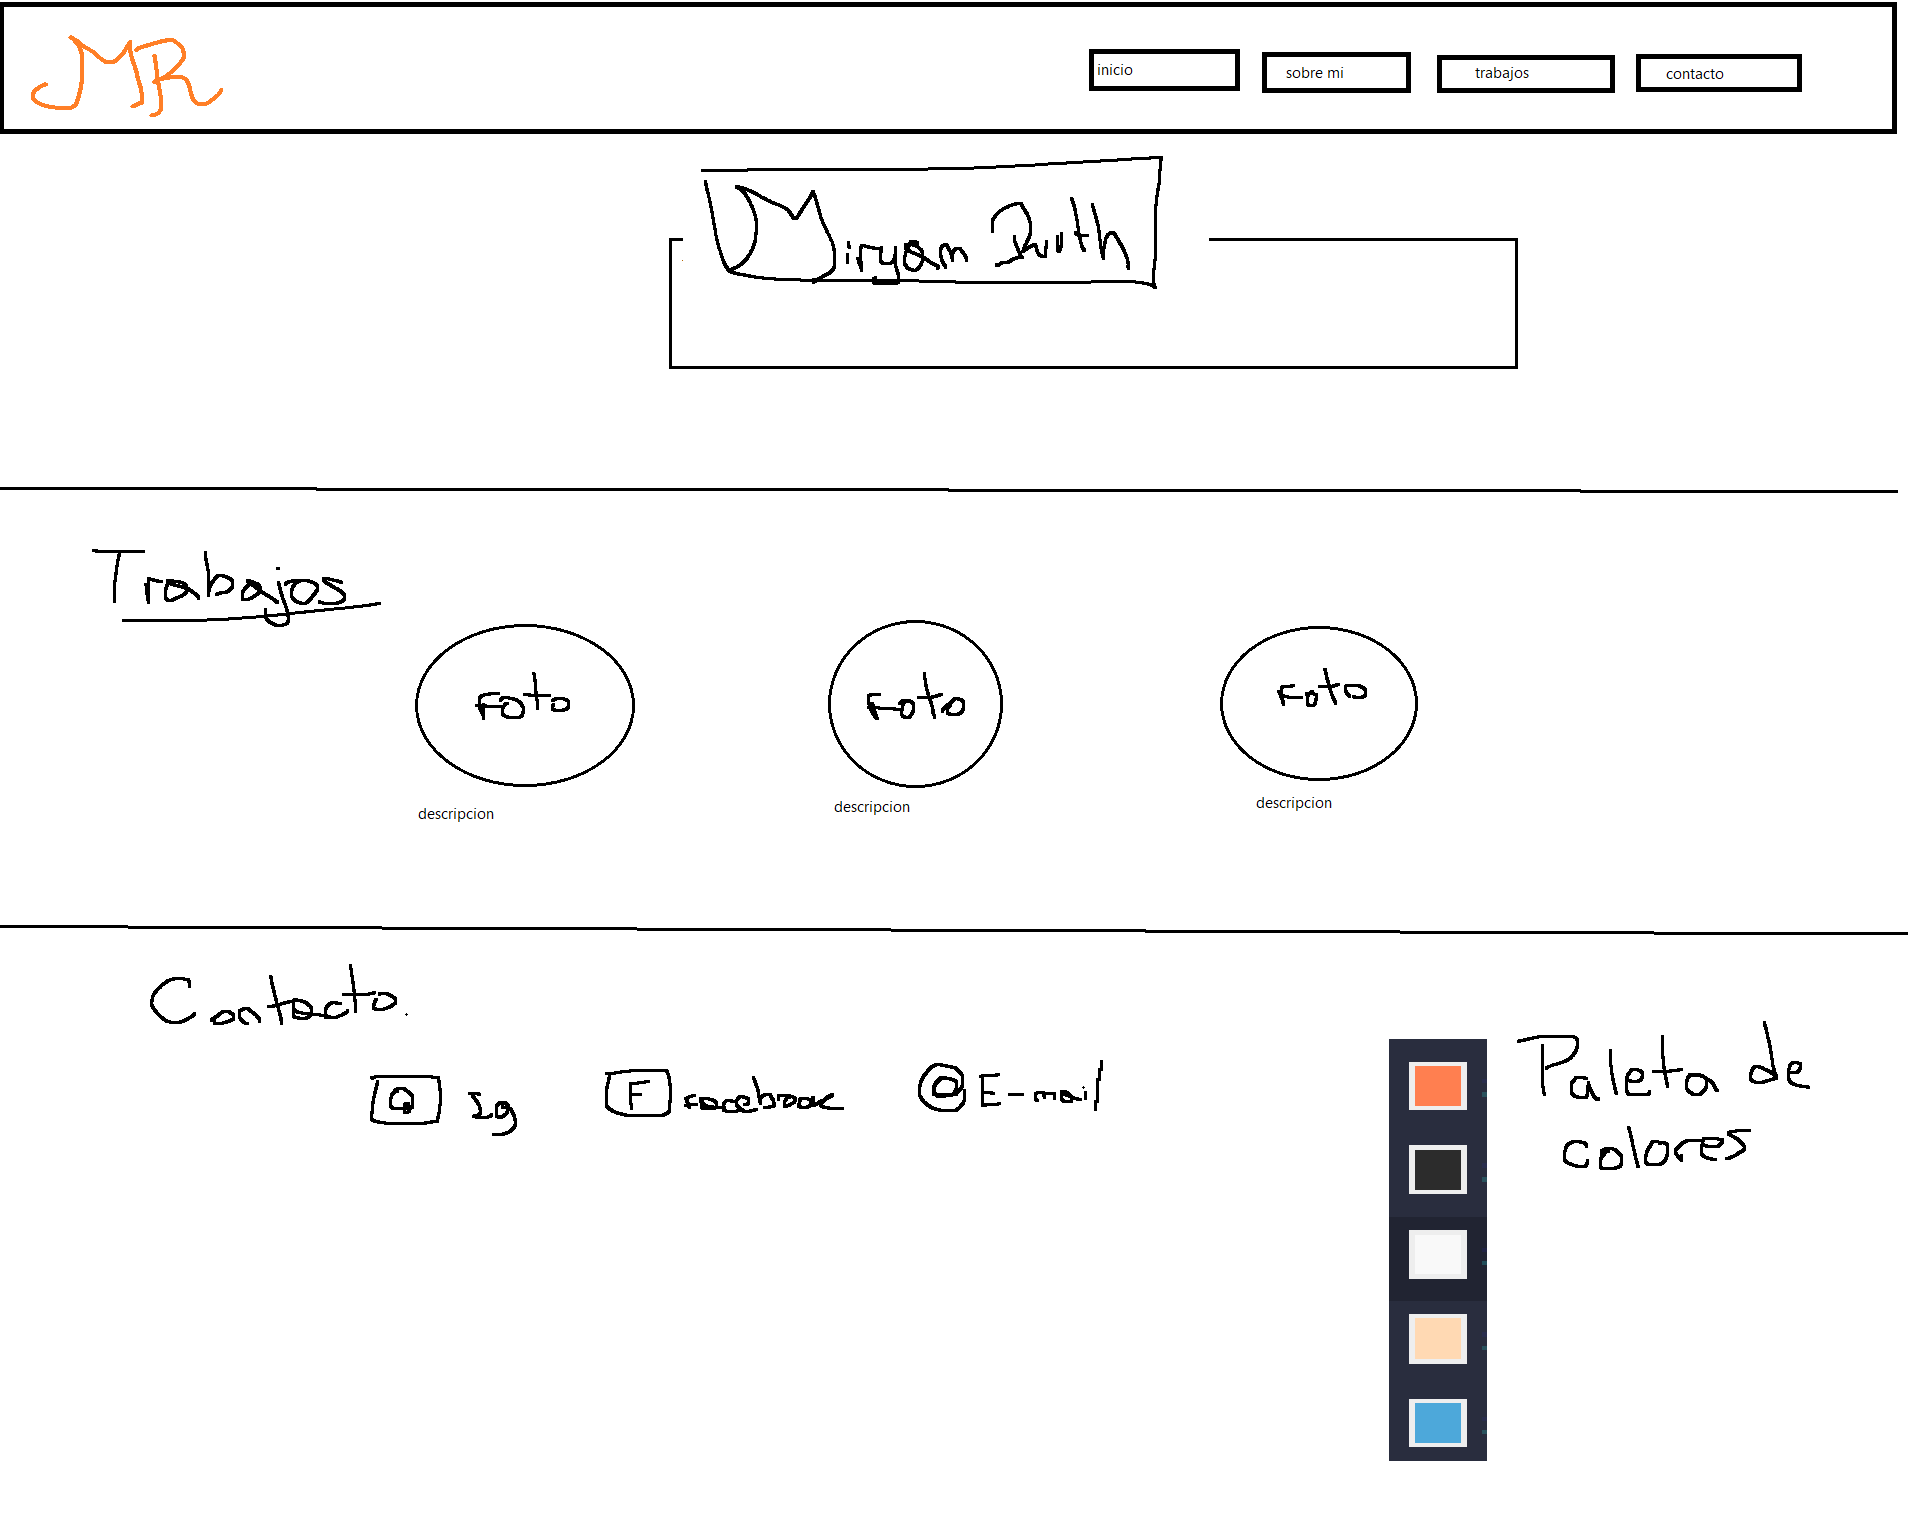 MR
inicio
sobre mi
trabajos
contacto
Miryam Ruth
Trabajos
Foto
Foto
Foto
descripcion
descripcion
descripcion
Contacto.
Ig
F facebook
E-mail
Paleta de
colores